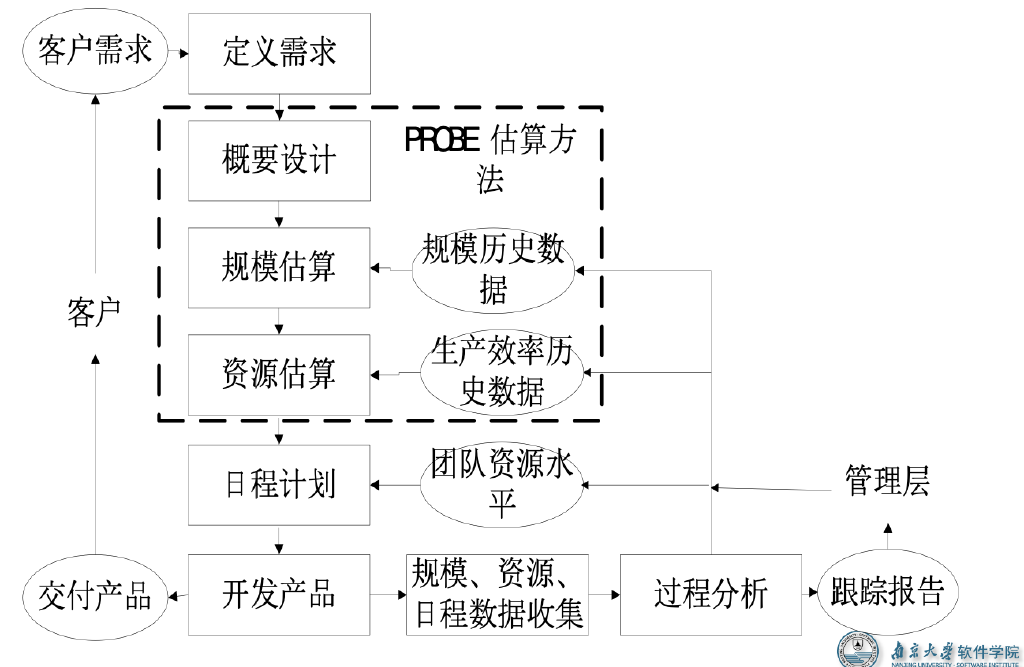 客户需求
定义需求
概要设计
PROBE 估算方
法
规模估算
规模历史数
据
客户
资源估算
生产效率历
史数据
日程计划
团队资源水
平
管理层
交付产品
开发产品
规模、资源、
日程数据收集
过程分析
跟踪报告
南京大学 软件学院
NANJING UNIVERSITY · SOFTWARE INSTITUTE